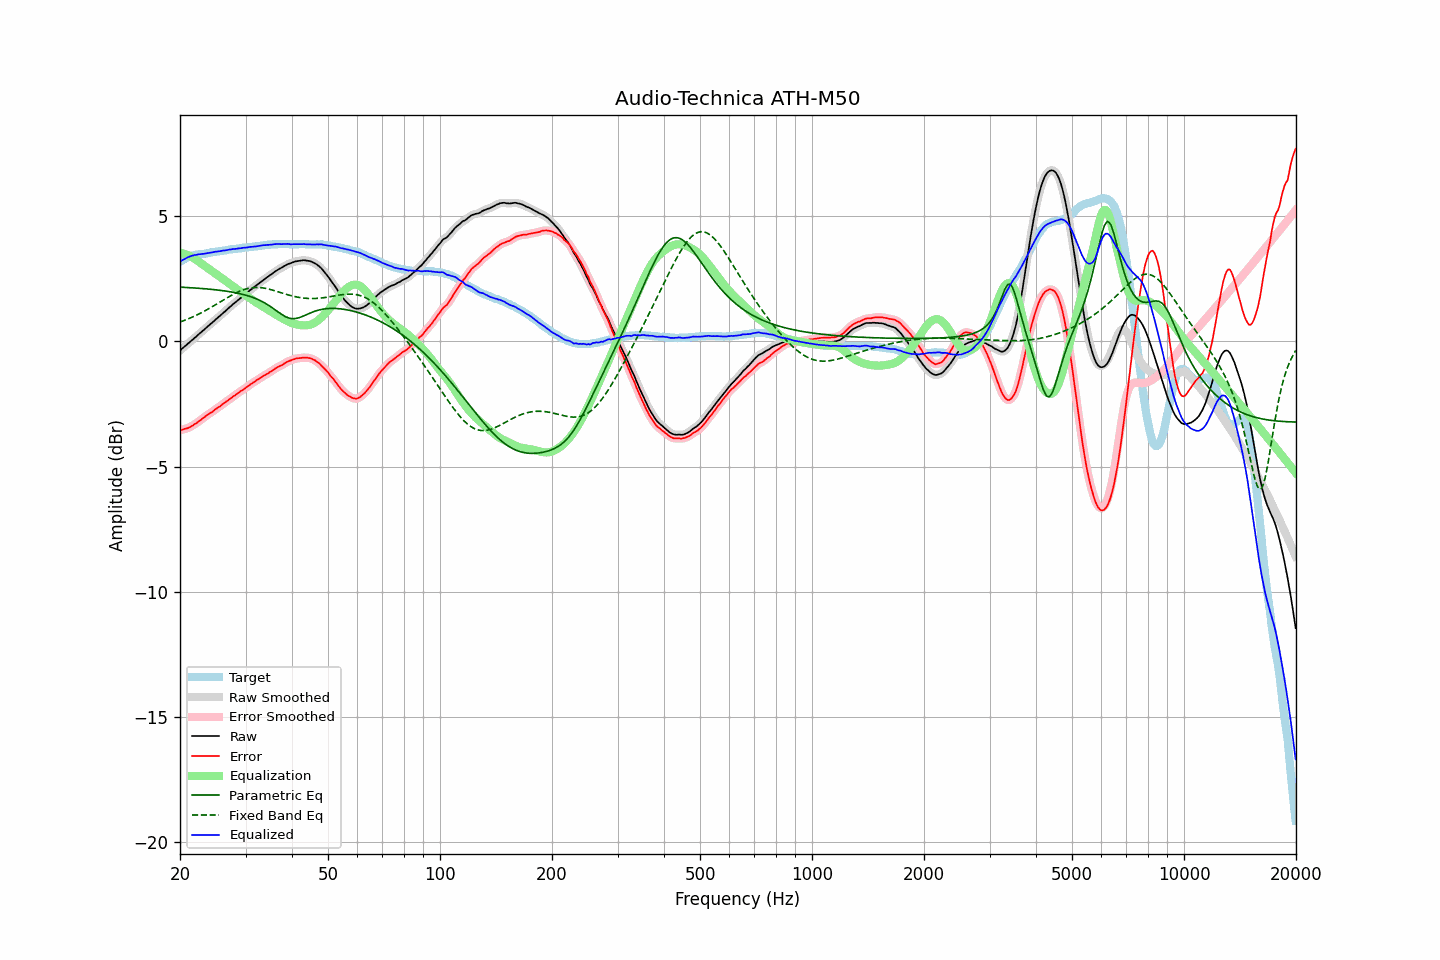 Audio-Technica ATH-M50
Amplitude (dBr)
5
0
−5
−10
−15
−20
Target
Raw Smoothed
Error Smoothed
Raw
Error
Equalization
Parametric Eq
Fixed Band Eq
Equalized
20 50 100 200 500 1000 2000 5000 10000 20000
Frequency (Hz)